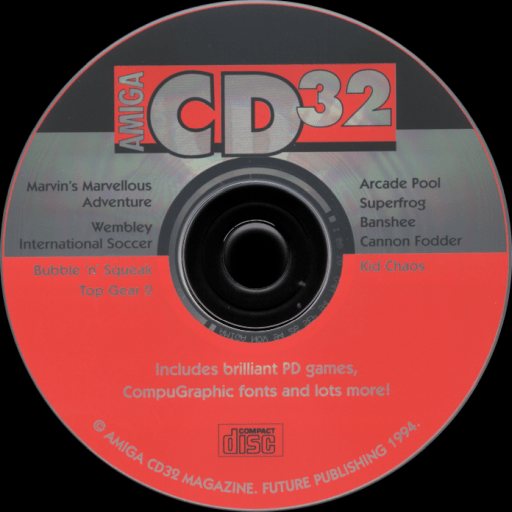 AMIGA
CD32
Marvin's Marvellous
Adventure
Wembley
International Soccer
Bubble 'n' Squeak
Top Gear 2
Arcade Pool
Superfrog
Banshee
Cannon Fodder
Kid Chaos
Includes brilliant PD games,
CompuGraphic fonts and lots more!
COMPACT
disc
© AMIGA CD32 MAGAZINE. FUTURE PUBLISHING 1994.